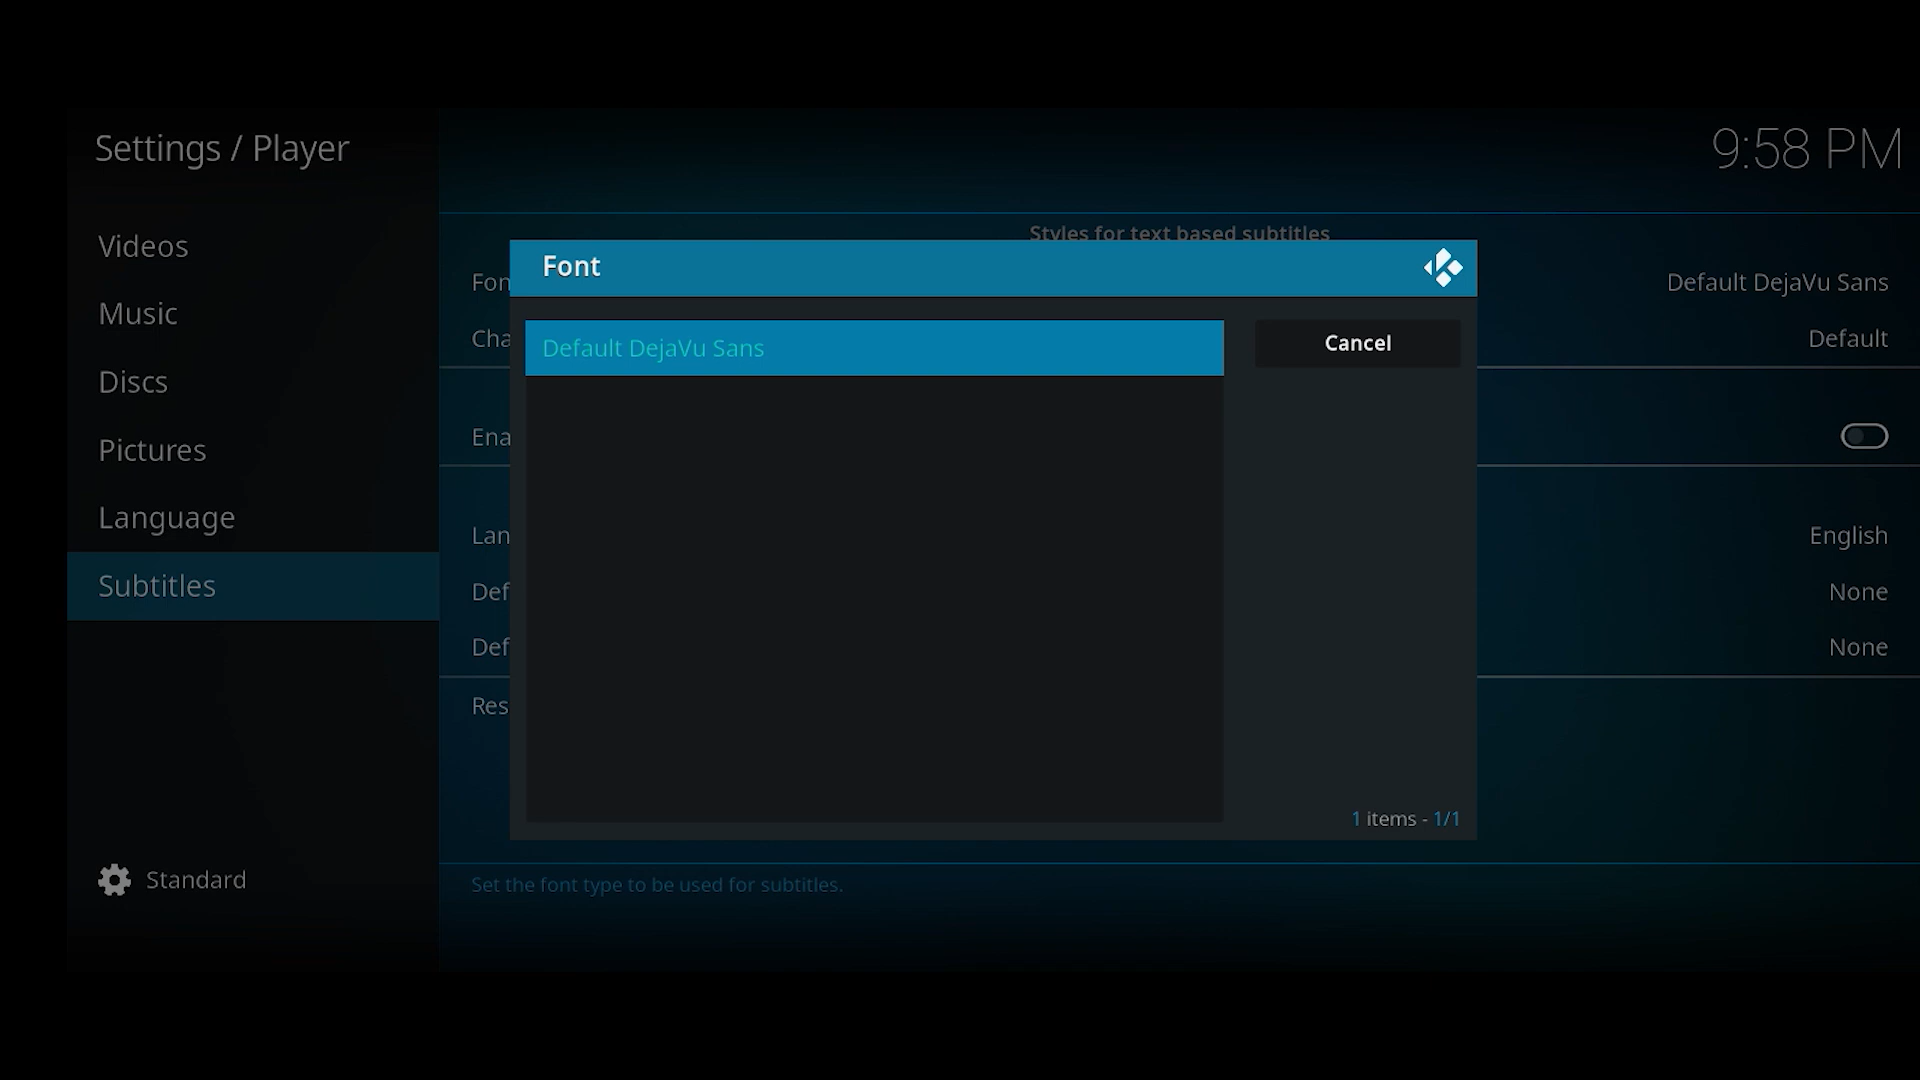 Settings / Player
9:58 PM
Videos
Music
Discs
Pictures
Language
Subtitles
Standard
Styles for text based subtitles
Font
Default DejaVu Sans
Cancel
1 items - 1/1
Fon
Default DejaVu Sans
Cha
Default
Ena
Lan
English
Def
None
Def
None
Res
Set the font type to be used for subtitles.